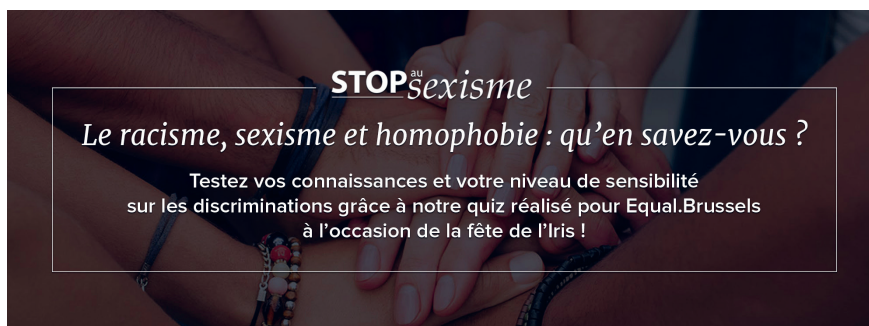 STOP au sexisme
Le racisme, sexisme et homophobie : qu'en savez-vous ?
Testez vos connaissances et votre niveau de sensibilité
sur les discriminations grâce à notre quiz réalisé pour Equal.Brussels
à l'occasion de la fête de l'Iris !